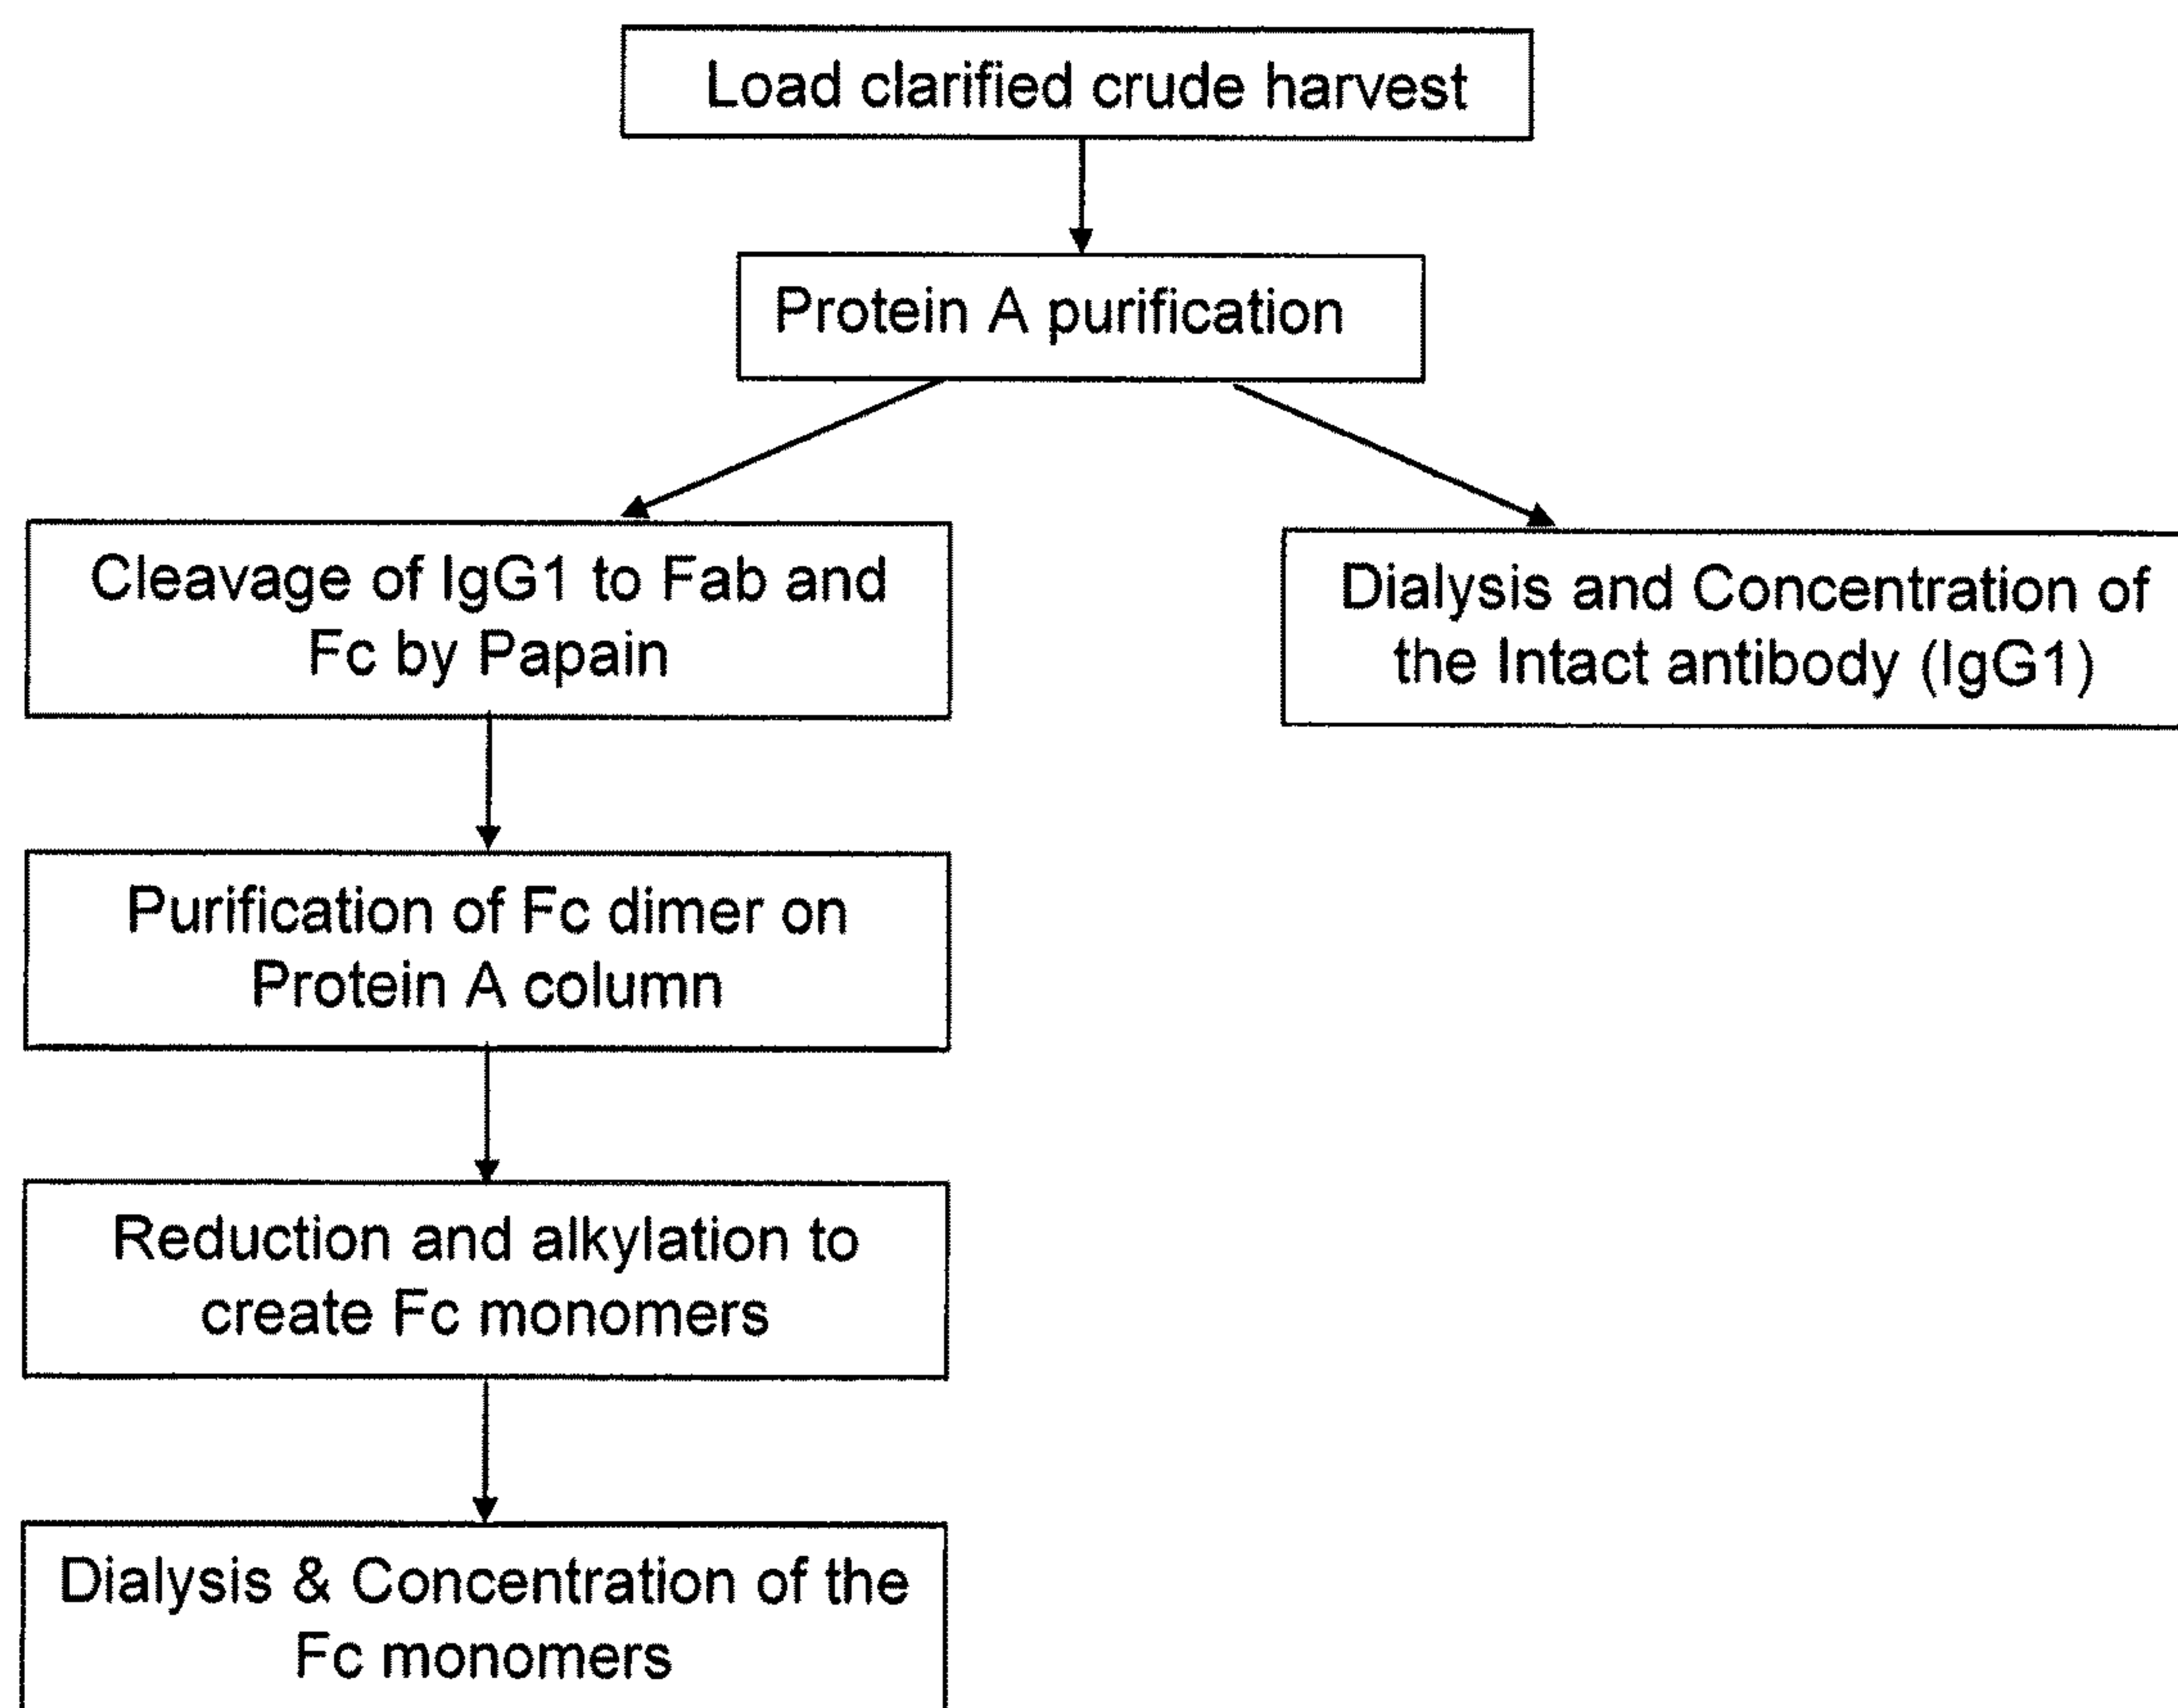 Load clarified crude harvest
Protein A purification
Cleavage of IgG1 to Fab and
Fc by Papain
Dialysis and Concentration of
the Intact antibody (IgG1)
Purification of Fc dimer on
Protein A column
Reduction and alkylation to
create Fc monomers
Dialysis & Concentration of the
Fc monomers